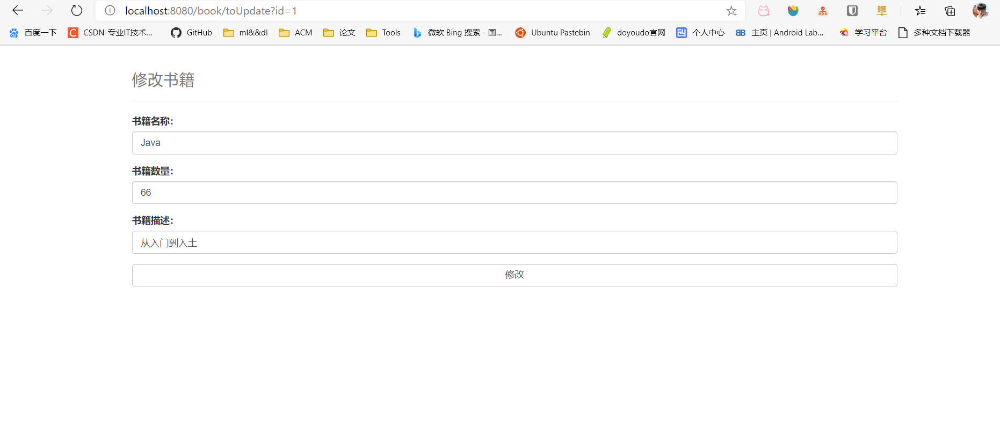 localhost:8080/book/toUpdate?id=1
百度一下 CSDN-专业IT技术... GitHub ml&&dl ACM 论文 Tools 微软 Bing 搜索 - 国... Ubuntu Pastebin doyoudo官网 个人中心 主页 | Android Lab... 学习平台 多种文档下载器
修改书籍
书籍名称：
Java
书籍数量：
66
书籍描述：
从入门到入土
修改